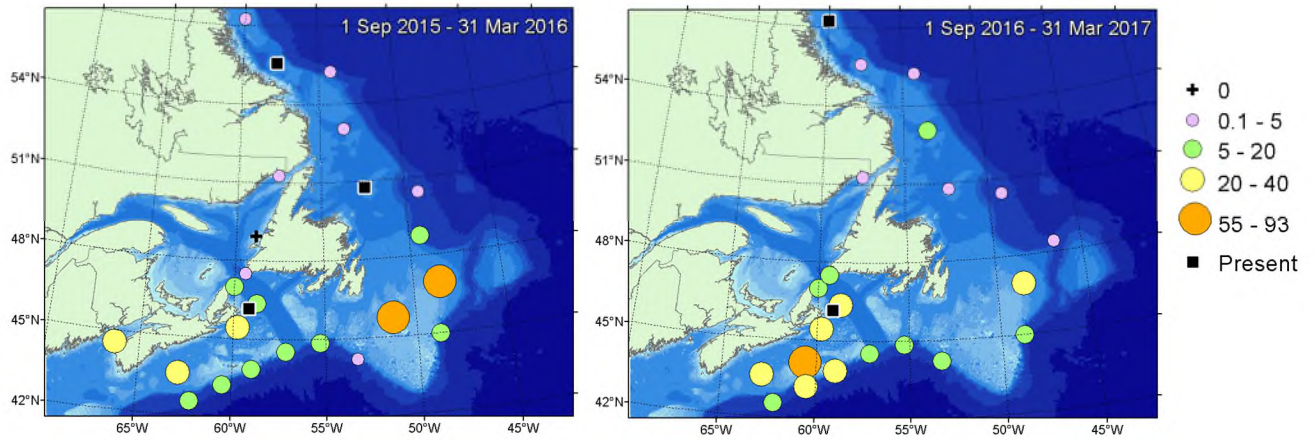 1 Sep 2015 - 31 Mar 2016
54°N
51°N
48°N
45°N
42°N
65°W 60°W 55°W 50°W 45°W
1 Sep 2016 - 31 Mar 2017
54°N
51°N
48°N
45°N
42°N
65°W 60°W 55°W 50°W 45°W
0
0.1 - 5
5 - 20
20 - 40
55 - 93
Present